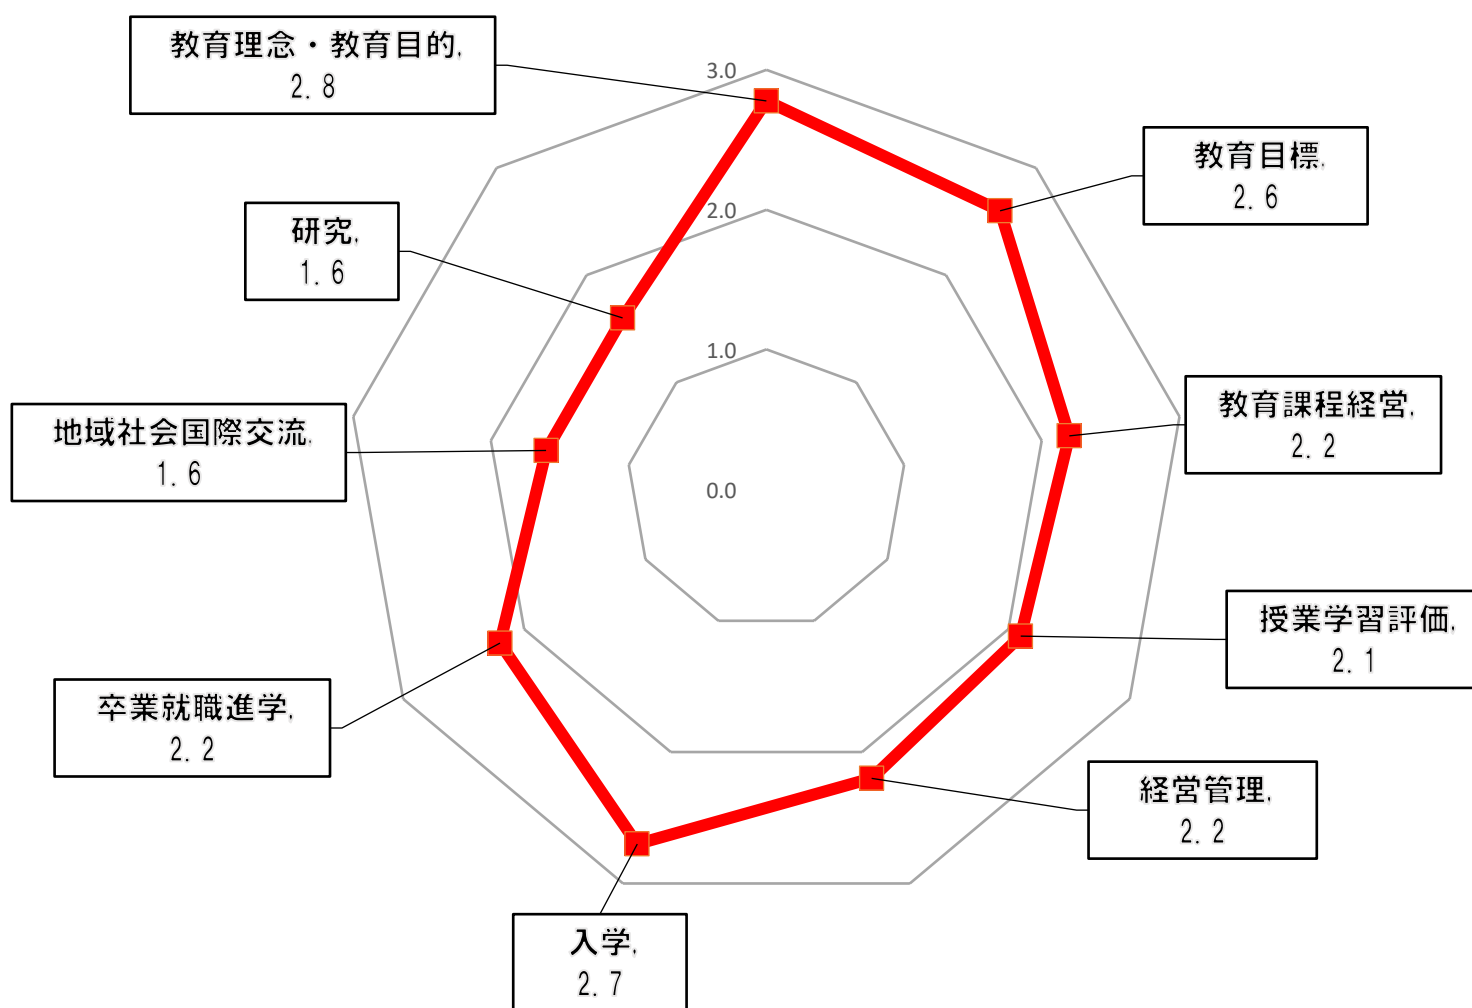 教育理念・教育目的,
2.8
3.0
教育目標,
2.6
研究,
1.6
2.0
1.0
教育課程経営,
2.2
地域社会国際交流,
1.6
0.0
授業学習評価,
2.1
卒業就職進学,
2.2
経営管理,
2.2
入学,
2.7